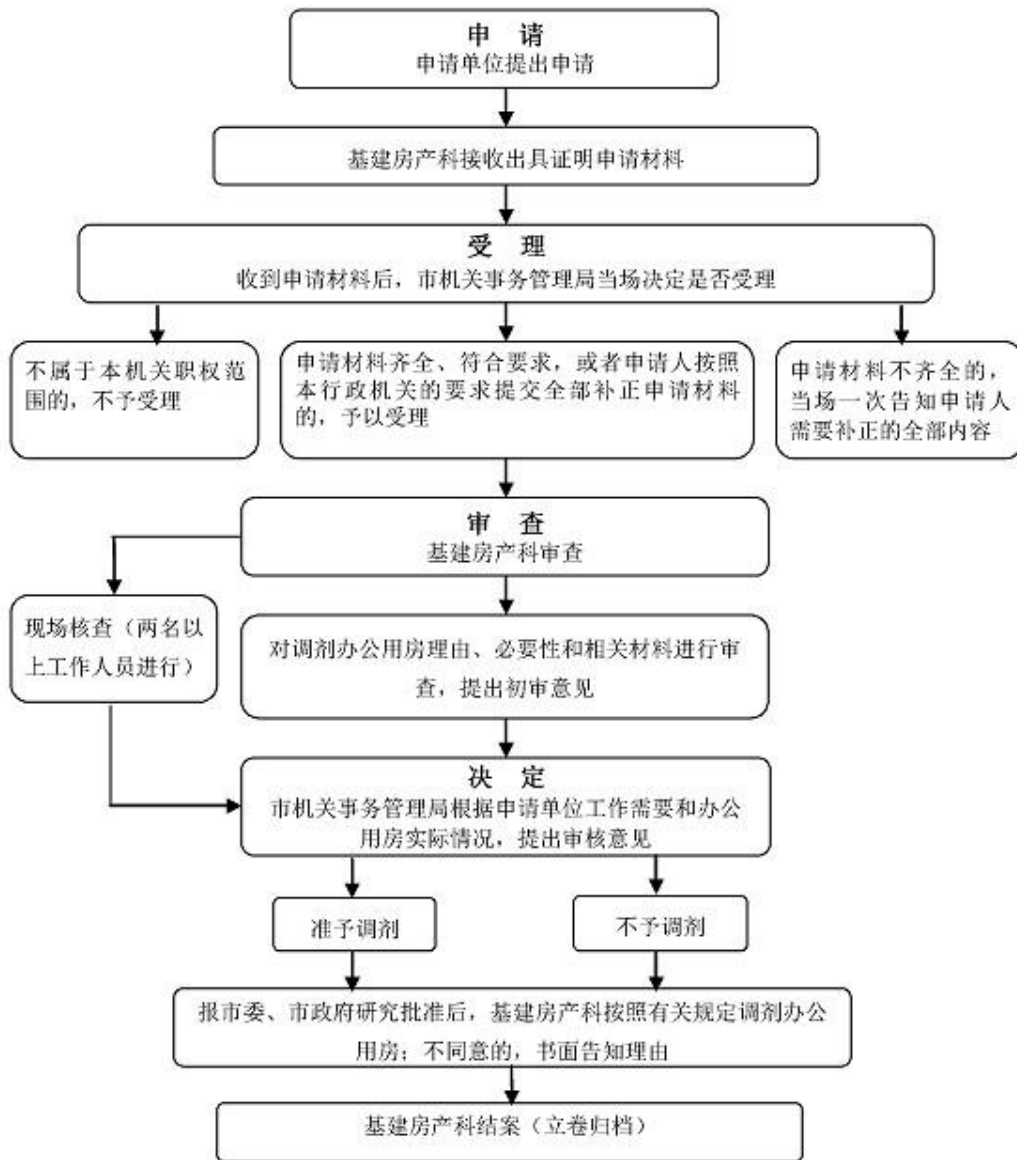 申 请
申请单位提出申请
基建房产科接收出具证明申请材料
受 理
收到申请材料后，市机关事务管理局当场决定是否受理
不属于本机关职权范
围的，不予受理
申请材料齐全、符合要求，或者申请人按照
本行政机关的要求提交全部补正申请材料
的，予以受理
申请材料不齐全的，
当场一次告知申请人
需要补正的全部内容
审 查
基建房产科审查
现场核查（两名以
上工作人员进行）
对调剂办公用房理由、必要性和相关材料进行审
查，提出初审意见
决 定
市机关事务管理局根据申请单位工作需要和办公
用房实际情况，提出审核意见
准予调剂
不予调剂
报市委、市政府研究批准后，基建房产科按照有关规定调剂办公
用房；不同意的，书面告知理由
基建房产科结案（立卷归档）